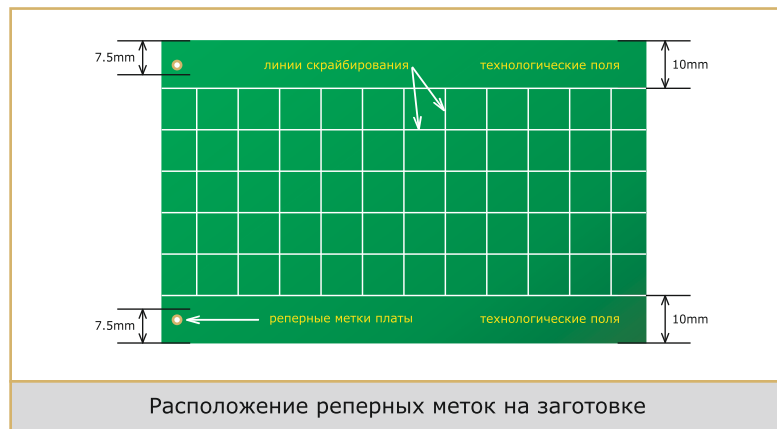 7.5mm
линии скрайбирования
технологические поля
10mm
7.5mm
реперные метки платы
технологические поля
10mm
Расположение реперных меток на заготовке